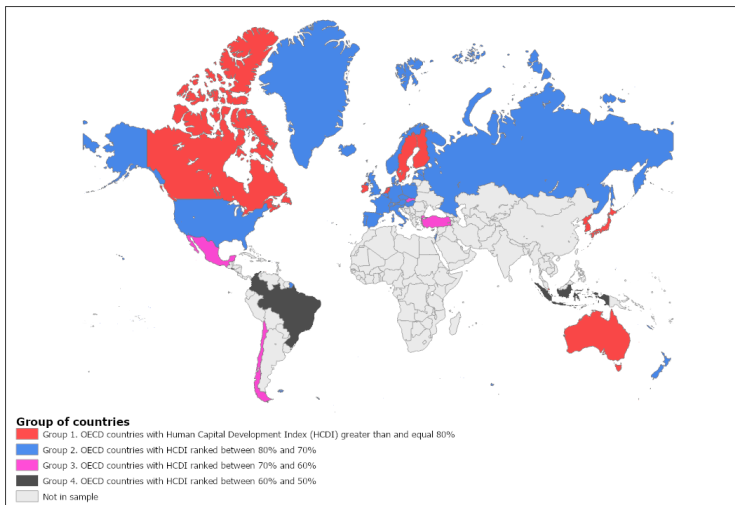 Group of countries
Group 1. OECD countries with Human Capital Development Index (HCDI) greater than and equal 80%
Group 2. OECD countries with HCDI ranked between 80% and 70%
Group 3. OECD countries with HCDI ranked between 70% and 60%
Group 4. OECD countries with HCDI ranked between 60% and 50%
Not in sample